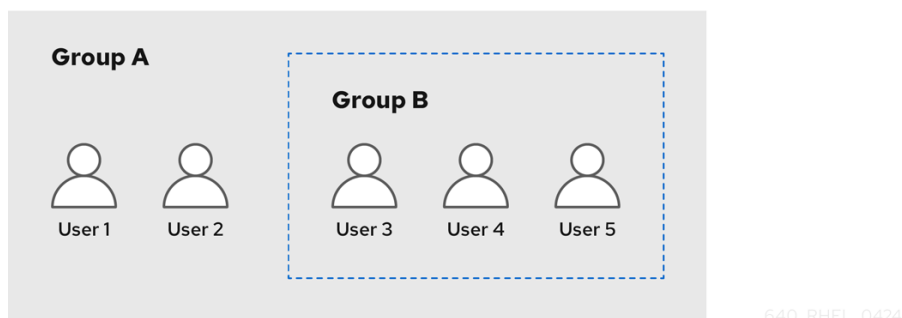 Group A
Group B
User 1
User 2
User 3
User 4
User 5
640_RHEL_0424